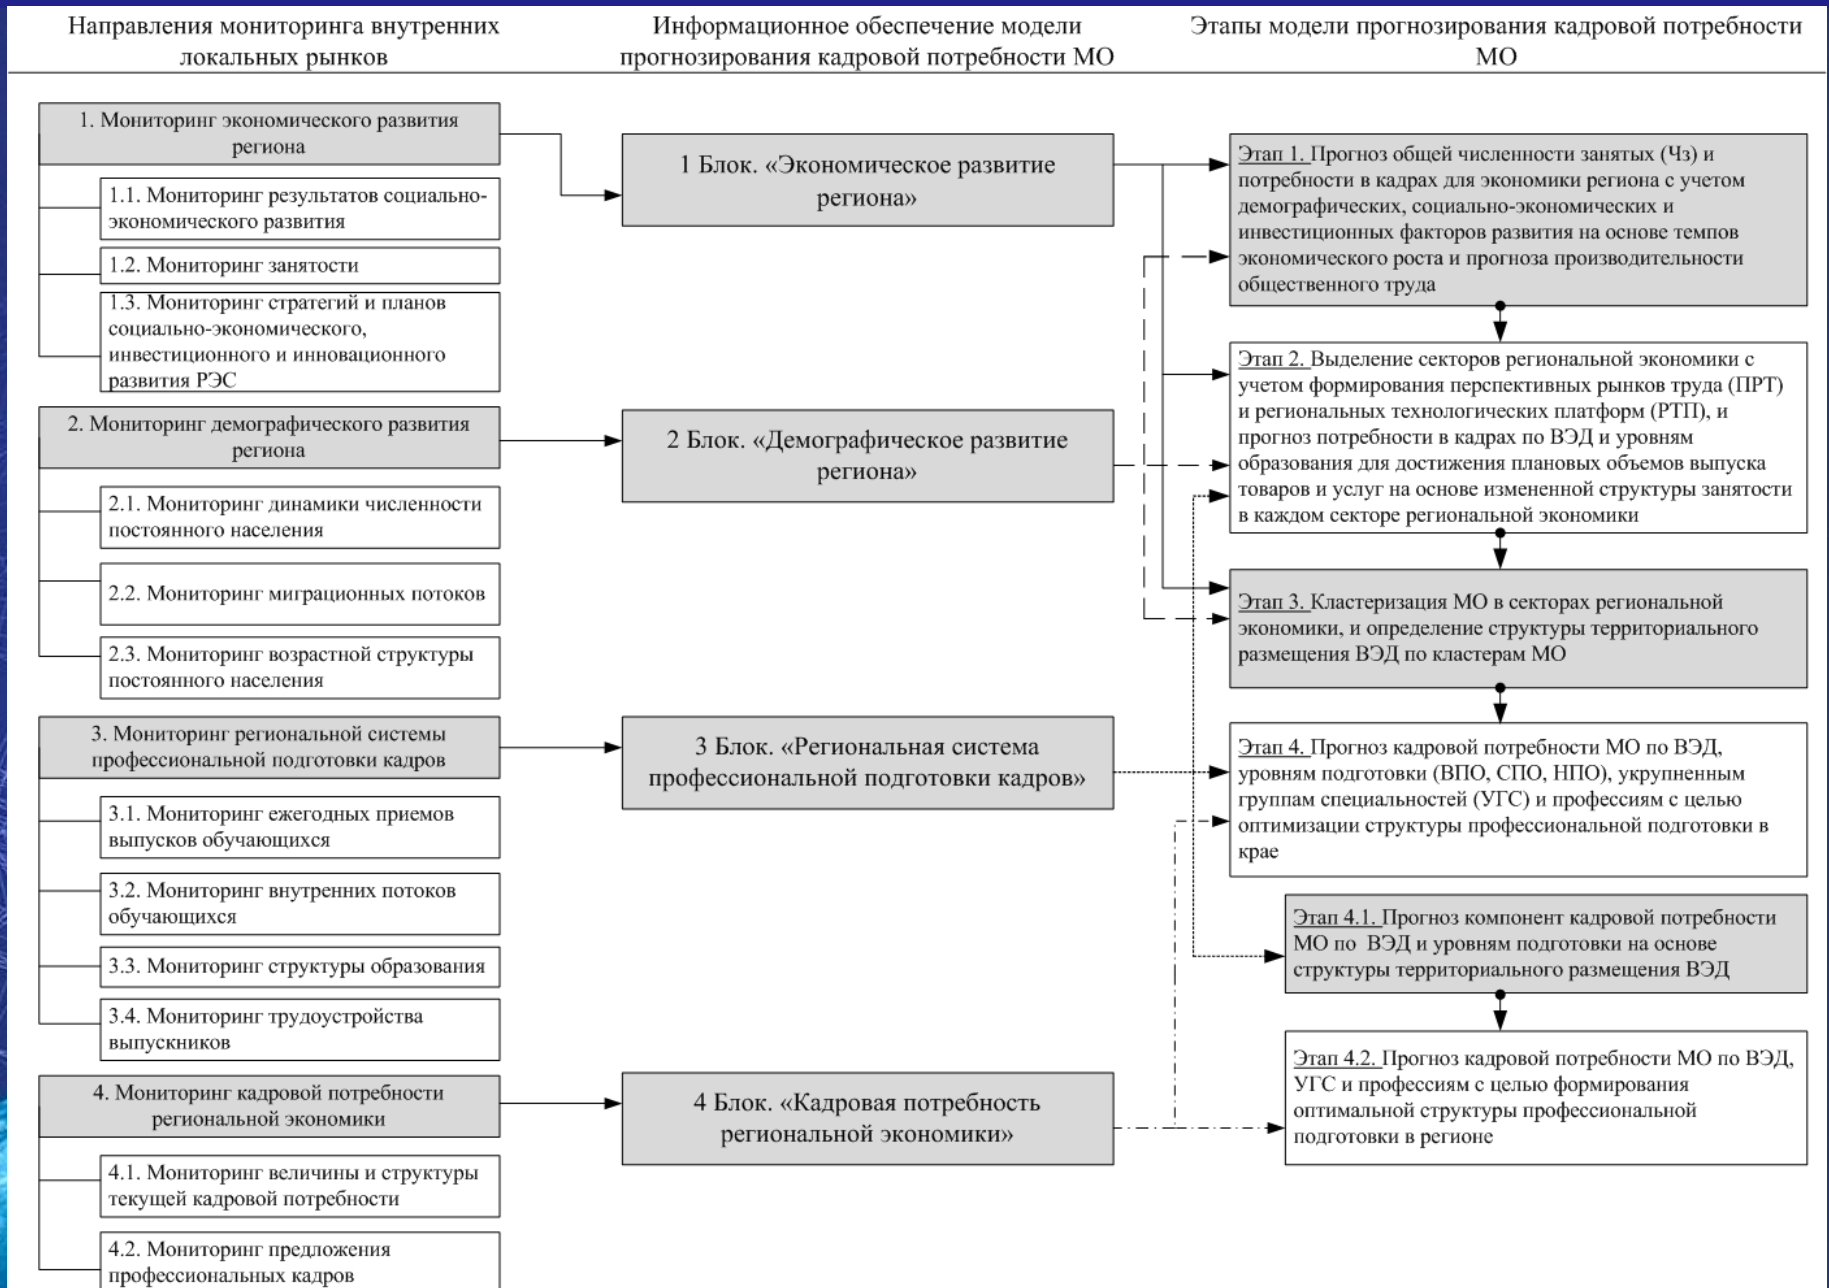 Направления мониторинга внутренних
локальных рынков
Информационное обеспечение модели
прогнозирования кадровой потребности МО
Этапы модели прогнозирования кадровой потребности
МО
1. Мониторинг экономического развития
региона
1.1. Мониторинг результатов социально-
экономического развития
1.2. Мониторинг занятости
1.3. Мониторинг стратегий и планов
социально-экономического,
инвестиционного и инновационного
развития РЭС
2. Мониторинг демографического развития
региона
2.1. Мониторинг динамики численности
постоянного населения
2.2. Мониторинг миграционных потоков
2.3. Мониторинг возрастной структуры
постоянного населения
3. Мониторинг региональной системы
профессиональной подготовки кадров
3.1. Мониторинг ежегодных приемов
выпусков обучающихся
3.2. Мониторинг внутренних потоков
обучающихся
3.3. Мониторинг структуры образования
3.4. Мониторинг трудоустройства
выпускников
4. Мониторинг кадровой потребности
региональной экономики
4.1. Мониторинг величины и структуры
текущей кадровой потребности
4.2. Мониторинг предложения
профессиональных кадров
1 Блок. «Экономическое развитие
региона»
2 Блок. «Демографическое развитие
региона»
3 Блок. «Региональная система
профессиональной подготовки кадров»
4 Блок. «Кадровая потребность
региональной экономики»
Этап 1. Прогноз общей численности занятых (Чз) и
потребности в кадрах для экономики региона с учетом
демографических, социально-экономических и
инвестиционных факторов развития на основе темпов
экономического роста и прогноза производительности
общественного труда
Этап 2. Выделение секторов региональной экономики с
учетом формирования перспективных рынков труда (ПРТ)
и региональных технологических платформ (РТП), и
прогноз потребности в кадрах по ВЭД и уровням
образования для достижения плановых объемов выпуска
товаров и услуг на основе измененной структуры занятости
в каждом секторе региональной экономики
Этап 3. Кластеризация МО в секторах региональной
экономики, и определение структуры территориального
размещения ВЭД по кластерам МО
Этап 4. Прогноз кадровой потребности МО по ВЭД,
уровням подготовки (ВПО, СПО, НПО), укрупненным
группам специальностей (УГС) и профессиям с целью
оптимизации структуры профессиональной подготовки в
крае
Этап 4.1. Прогноз компонент кадровой потребности
МО по ВЭД и уровням подготовки на основе
структуры территориального размещения ВЭД
Этап 4.2. Прогноз кадровой потребности МО по ВЭД,
УГС и профессиям с целью формирования
оптимальной структуры профессиональной
подготовки в регионе